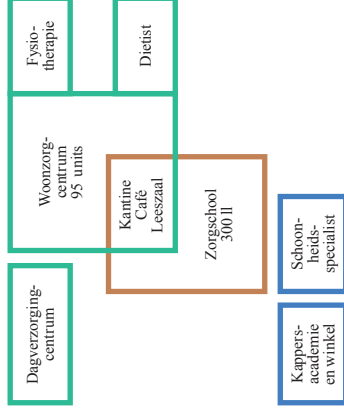 Fysio-
therapie
Dietist
Woonzorg-
centrum
95 units
Kantine
Café
Leeszaal
Zorgschool
300 ll
Dagverzorging-
centrum
Schoon-
heids-
specialist
Kappers-
academie
en winkel